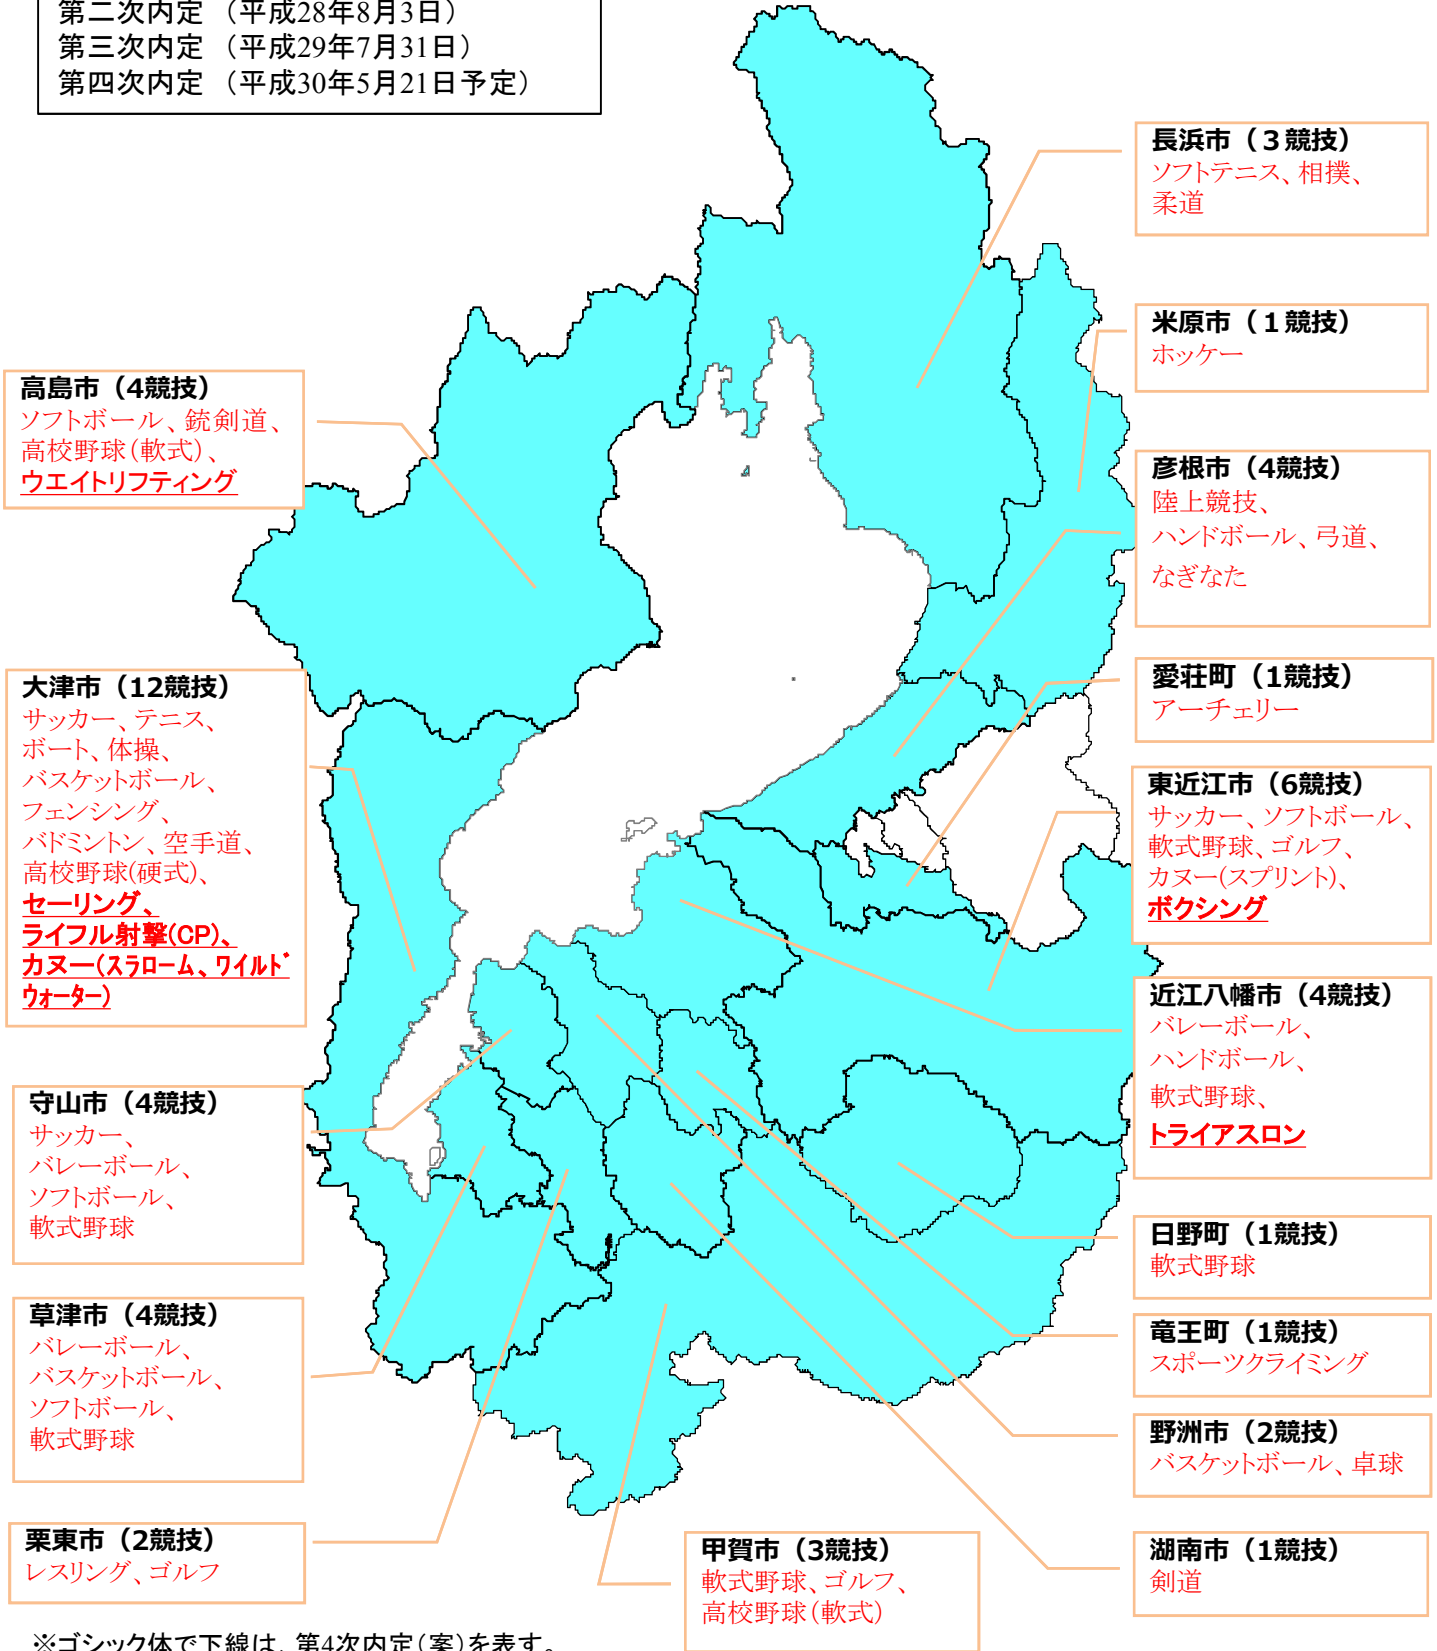 第二次内定 （平成28年8月3日）
第三次内定 （平成29年7月31日）
第四次内定 （平成30年5月21日予定）
長浜市（３競技）
ソフトテニス、相撲、
柔道
米原市（１競技）
ホッケー
高島市（4競技）
ソフトボール、銃剣道、
高校野球（軟式）、
ウエイトリフティング
彦根市（4競技）
陸上競技、
ハンドボール、弓道、
なぎなた
大津市（12競技）
サッカー、テニス、
ボート、体操、
バスケットボール、
フェンシング、
バドミントン、空手道、
高校野球(硬式)、
セーリング、
ライフル射撃(CP)、
カヌー(スラローム、ワイルド
ウォーター)
愛荘町（1競技）
アーチェリー
東近江市（6競技）
サッカー、ソフトボール、
軟式野球、ゴルフ、
カヌー(スプリント)、
ボクシング
近江八幡市（4競技）
バレーボール、
ハンドボール、
軟式野球、
トライアスロン
守山市（4競技）
サッカー、
バレーボール、
ソフトボール、
軟式野球
日野町（1競技）
軟式野球
草津市（4競技）
バレーボール、
バスケットボール、
ソフトボール、
軟式野球
竜王町（1競技）
スポーツクライミング
野洲市（2競技）
バスケットボール、卓球
栗東市（2競技）
レスリング、ゴルフ
甲賀市（3競技）
軟式野球、ゴルフ、
高校野球（軟式）
湖南市（1競技）
剣道
※ゴシック体で下線は、第4次内定（案）を表す。